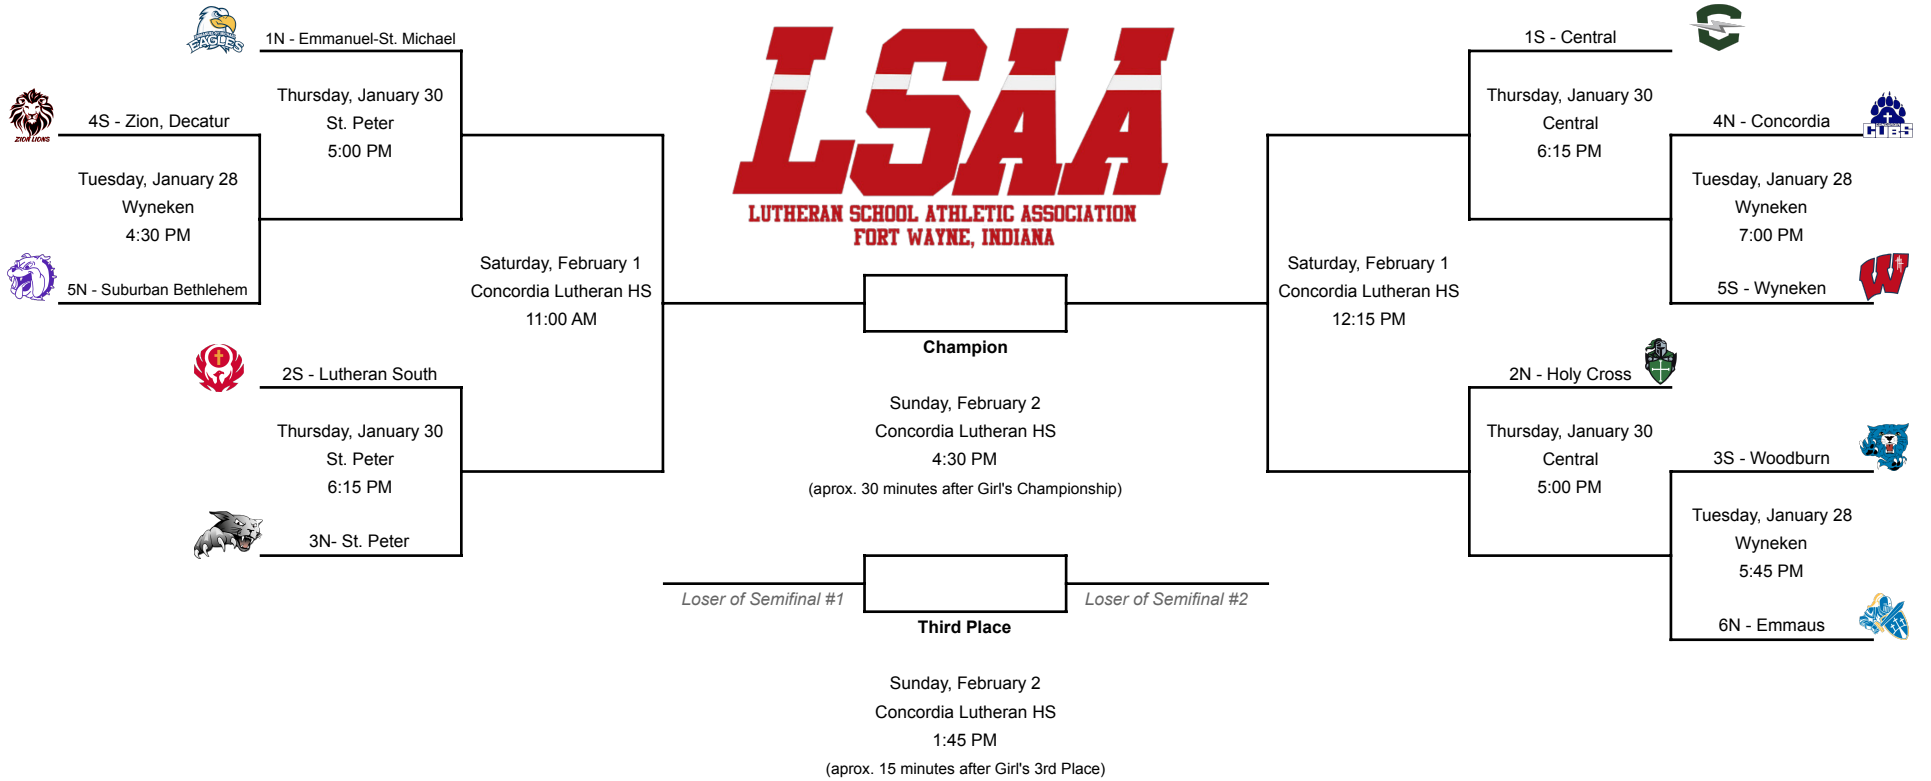 EAGLES
1N - Emmanuel-St. Michael
Thursday, January 30
St. Peter
5:00 PM
ZION LIONS
4S - Zion, Decatur
Tuesday, January 28
Wyneken
4:30 PM
5N - Suburban Bethlehem
Saturday, February 1
Concordia Lutheran HS
11:00 AM
2S - Lutheran South
Thursday, January 30
St. Peter
6:15 PM
3N- St. Peter
LSAA
LUTHERAN SCHOOL ATHLETIC ASSOCIATION
FORT WAYNE, INDIANA
Champion
Sunday, February 2
Concordia Lutheran HS
4:30 PM
(aprox. 30 minutes after Girl's Championship)
Loser of Semifinal #1
Loser of Semifinal #2
Third Place
Sunday, February 2
Concordia Lutheran HS
1:45 PM
(aprox. 15 minutes after Girl's 3rd Place)
C
1S - Central
Thursday, January 30
Central
6:15 PM
4N - Concordia
CUBS
Tuesday, January 28
Wyneken
7:00 PM
5S - Wyneken
W
Saturday, February 1
Concordia Lutheran HS
12:15 PM
2N - Holy Cross
Thursday, January 30
Central
5:00 PM
3S - Woodburn
Tuesday, January 28
Wyneken
5:45 PM
6N - Emmaus